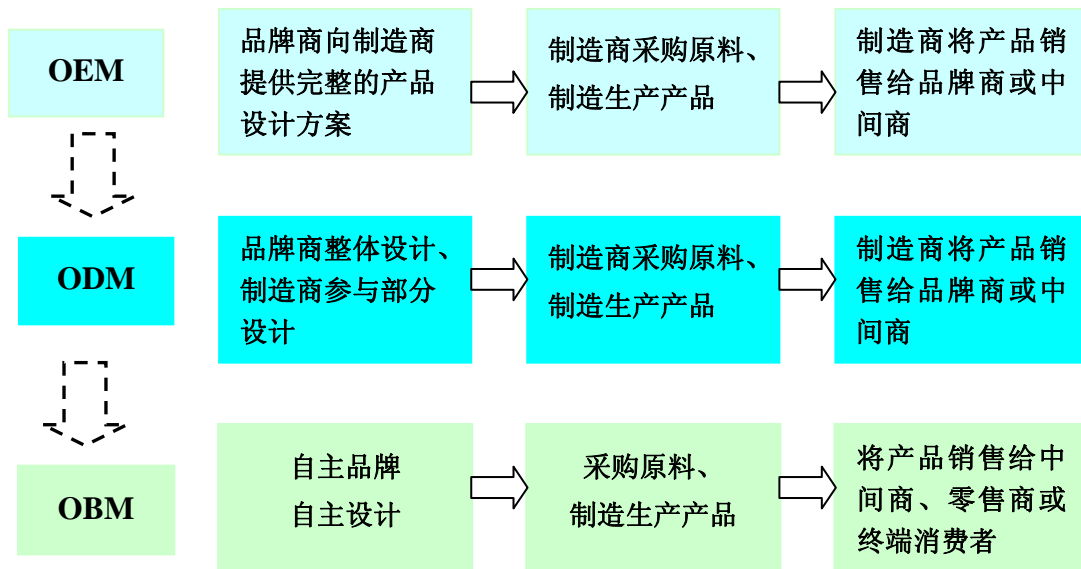 OEM
品牌商向制造商
提供完整的产品
设计方案
制造商采购原料、
制造生产产品
制造商将产品销
售给品牌商或中
间商
ODM
品牌商整体设计、
制造商参与部分
设计
制造商采购原料、
制造生产产品
制造商将产品销
售给品牌商或中
间商
OBM
自主品牌
自主设计
采购原料、
制造生产产品
将产品销售给中
间商、零售商或
终端消费者